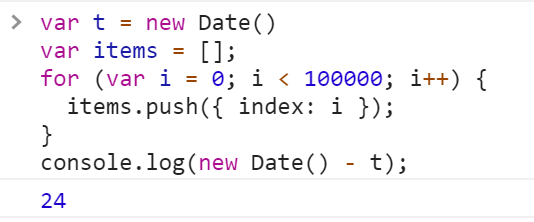 > var t = new Date()
var items = [];
for (var i = 0; i < 100000; i++) {
  items.push({ index: i });
}
console.log(new Date() - t);
24